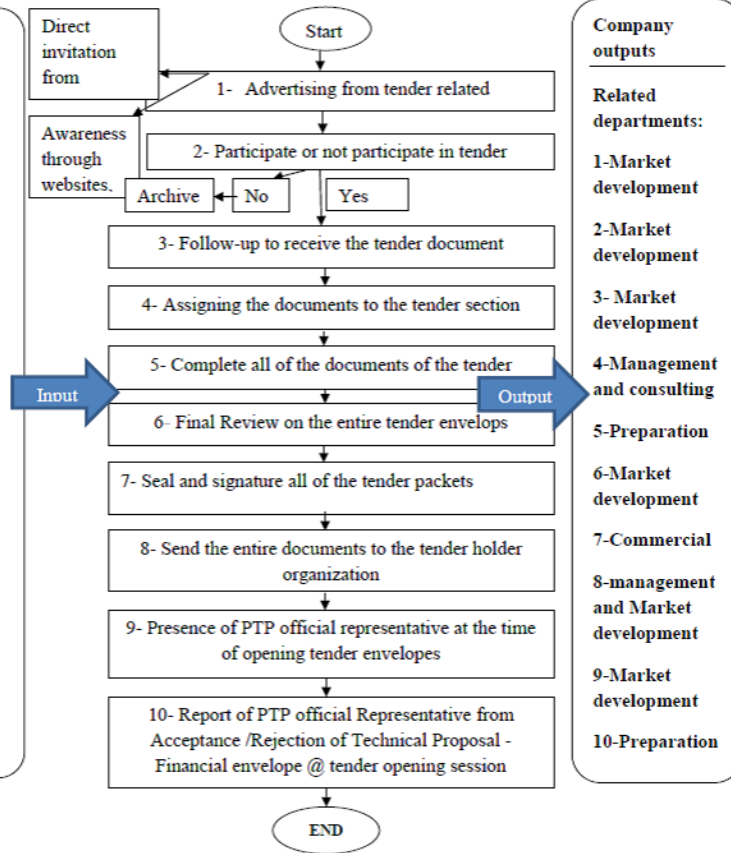 Direct
invitation
from
Awareness
through
websites.
Start
1- Advertising from tender related
2- Participate or not participate in tender
Archive
No
Yes
3- Follow-up to receive the tender document
4- Assigning the documents to the tender section
5- Complete all of the documents of the tender
Input
Output
6- Final Review on the entire tender envelops
7- Seal and signature all of the tender packets
8- Send the entire documents to the tender holder
organization
9- Presence of PTP official representative at the time
of opening tender envelopes
10- Report of PTP official Representative from
Acceptance /Rejection of Technical Proposal -
Financial envelope @ tender opening session
END
Company
outputs
Related
departments:
1-Market
development
2-Market
development
3- Market
development
4-Management
and consulting
5-Preparation
6-Market
development
7-Commercial
8-management
and Market
development
9-Market
development
10-Preparation